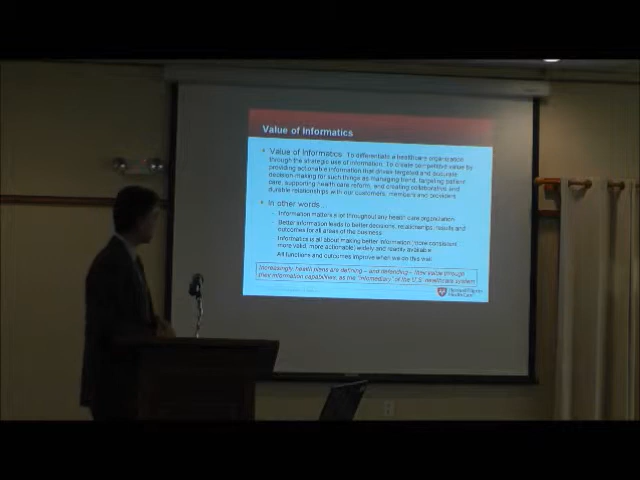 Value of Informatics
• Value of Informatics: To differentiate a healthcare organization
through the strategic use of information. To create competitive value by
providing actionable information that drives targeted and accurate
decision-making for such things as managing trend, targeting patient
care, supporting health care reform, and creating collaborative and
durable relationships with our customers, members and providers
• In other words...
- Information matters a lot throughout any health care organization
- Better information leads to better decisions, relationships, results and
outcomes for all areas of the business
- Informatics is all about making better information (more consistent,
more valid, more actionable) widely and readily available
- All functions and outcomes improve when we do this well
Increasingly, health plans are defining – and defending – their value through
their information capabilities, as the "infomediary" of the U.S. healthcare system
Harvard Pilgrim
Health Care